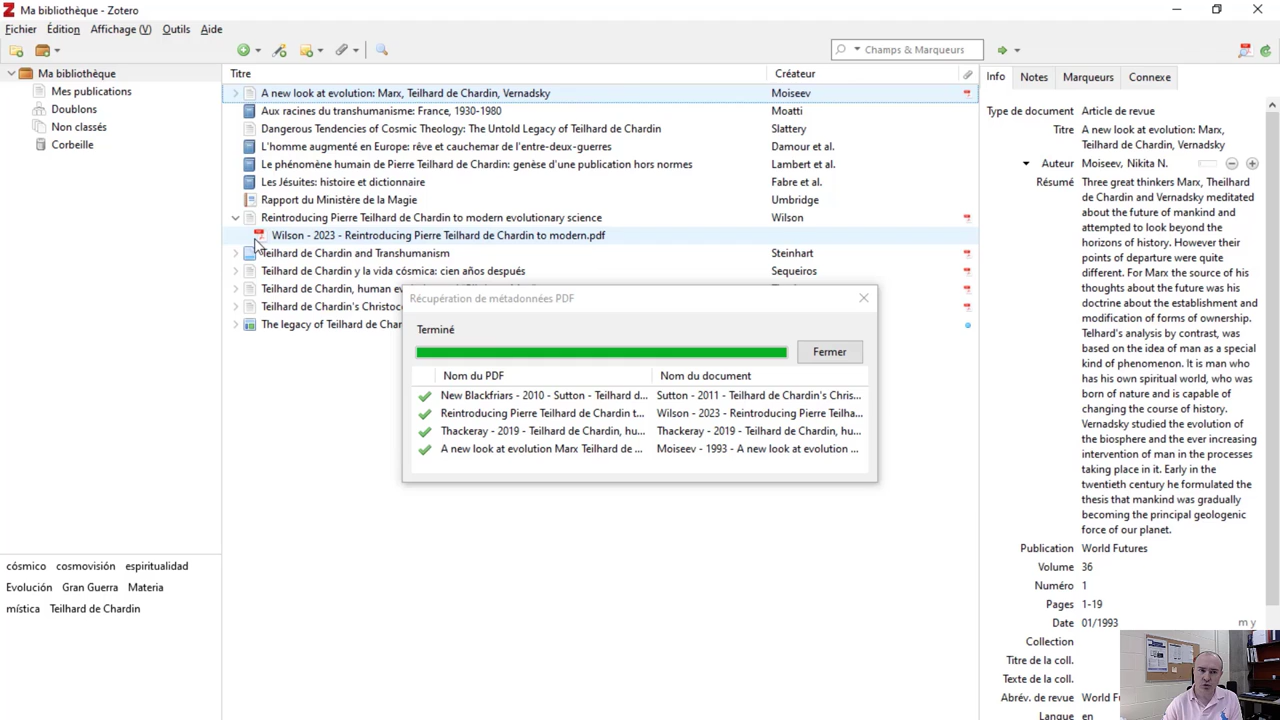 Ma bibliothèque - Zotero
Fichier Édition Affichage (V) Outils Aide
Champs & Marqueurs
Ma bibliothèque
Mes publications
Doublons
Non classés
Corbeille
Titre Créateur
A new look at evolution: Marx, Teilhard de Chardin, Vernadsky Moiseev
Aux racines du transhumanisme: France, 1930-1980 Moatti
Dangerous Tendencies of Cosmic Theology: The Untold Legacy of Teilhard de Chardin Slattery
L'homme augmenté en Europe: rêve et cauchemar de l'entre-deux-guerres Damour et al.
Le phénomène humain de Pierre Teilhard de Chardin: genèse d'une publication hors normes Lambert et al.
Les Jésuites: histoire et dictionnaire Fabre et al.
Rapport du Ministère de la Magie Umbridge
Reintroducing Pierre Teilhard de Chardin to modern evolutionary science Wilson
Wilson - 2023 - Reintroducing Pierre Teilhard de Chardin to modern.pdf
Teilhard de Chardin and Transhumanism Steinhart
Teilhard de Chardin y la vida cósmica: cien años después Sequeiros
Teilhard de Chardin, human
Teilhard de Chardin's Christoc
The legacy of Teilhard de Char
Récupération de métadonnées PDF
Terminé
Fermer
Nom du PDF Nom du document
New Blackfriars - 2010 - Sutton - Teilhard d... Sutton - 2011 - Teilhard de Chardin's Chris...
Reintroducing Pierre Teilhard de Chardin t... Wilson - 2023 - Reintroducing Pierre Teilha...
Thackeray - 2019 - Teilhard de Chardin, hu... Thackeray - 2019 - Teilhard de Chardin, hu...
A new look at evolution Marx Teilhard de ... Moiseev - 1993 - A new look at evolution ...
cósmico cosmovisión espiritualidad
Evolución Gran Guerra Materia
mística Teilhard de Chardin
Info Notes Marqueurs Connexe
Type de document Article de revue
Titre A new look at evolution: Marx,
Teilhard de Chardin, Vernadsky
Auteur Moiseev, Nikita N.
Résumé Three great thinkers Marx, Theilhard
de Chardin and Vernadsky meditated
about the future of mankind and
attempted to look beyond the
horizons of history. However their
points of departure were quite
different. For Marx the source of his
thoughts about the future was his
doctrine about the establishment and
modification of forms of ownership.
Telhard's analysis by contrast, was
based on the idea of man as a special
kind of phenomenon. It is man who
has his own spiritual world, who was
born of nature and is capable of
changing the course of history.
Vernadsky studied the evolution of
the biosphere and the ever increasing
intervention of man in the processes
taking place in it. Early in the
twentieth century he formulated the
thesis that mankind was gradually
becoming the principal geologenic
force of our planet.
Publication World Futures
Volume 36
Numéro 1
Pages 1-19
Date 01/1993 m y
Collection
Titre de la coll.
Texte de la coll.
Abrév. de revue World F
Langue en